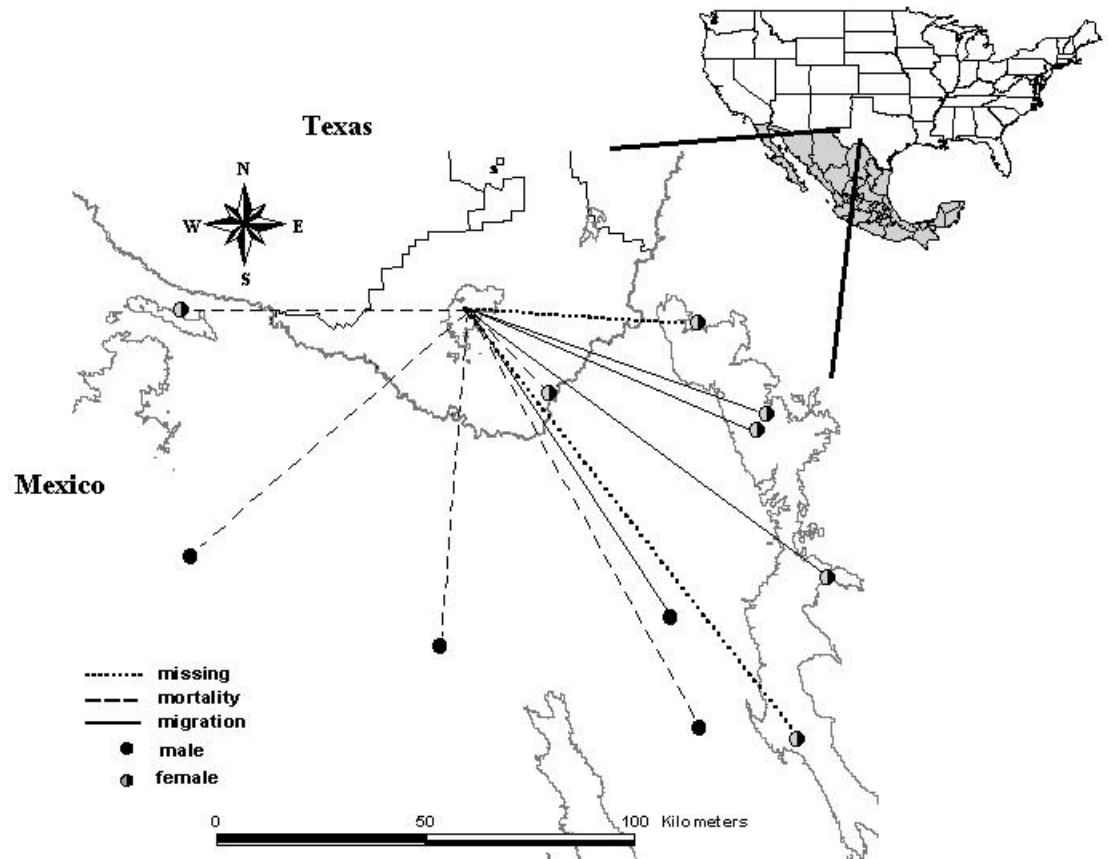 Texas
N
W E
S
s
Mexico
missing
mortality
migration
male
female
0 50 100 Kilometers